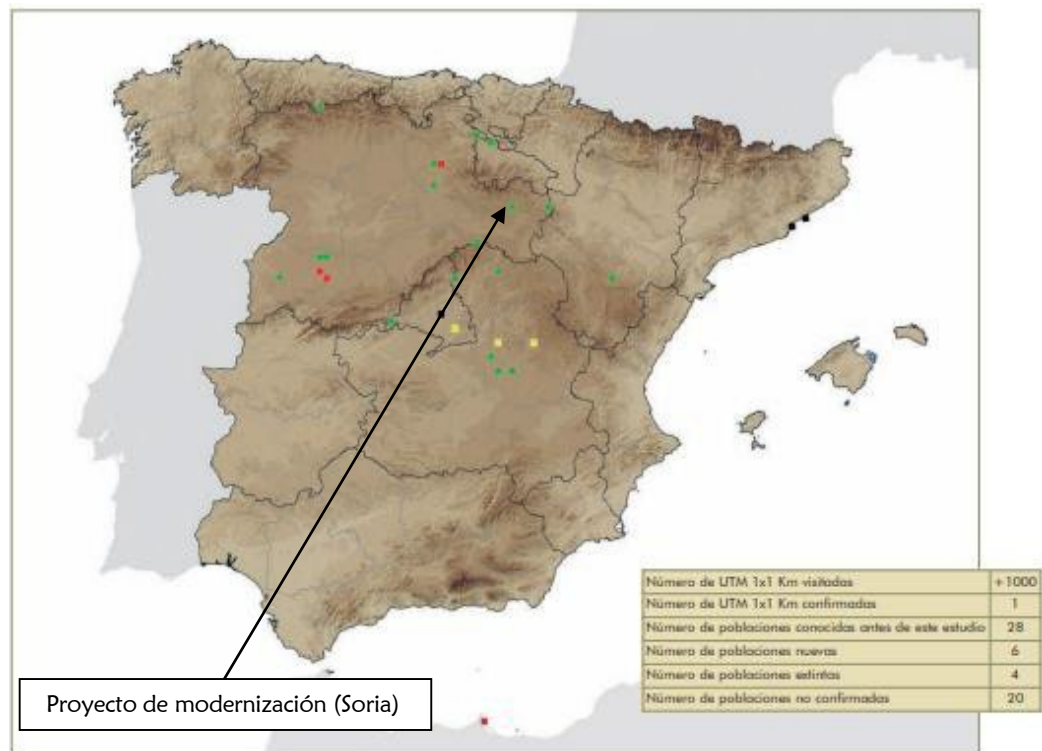 Número de UTM 1x1 Km visitadas +1000
Número de UTM 1x1 Km confirmadas 1
Número de poblaciones conocidas antes de este estudio 28
Número de poblaciones nuevas 6
Número de poblaciones extintas 4
Número de poblaciones no confirmadas 20
Proyecto de modernización (Soria)